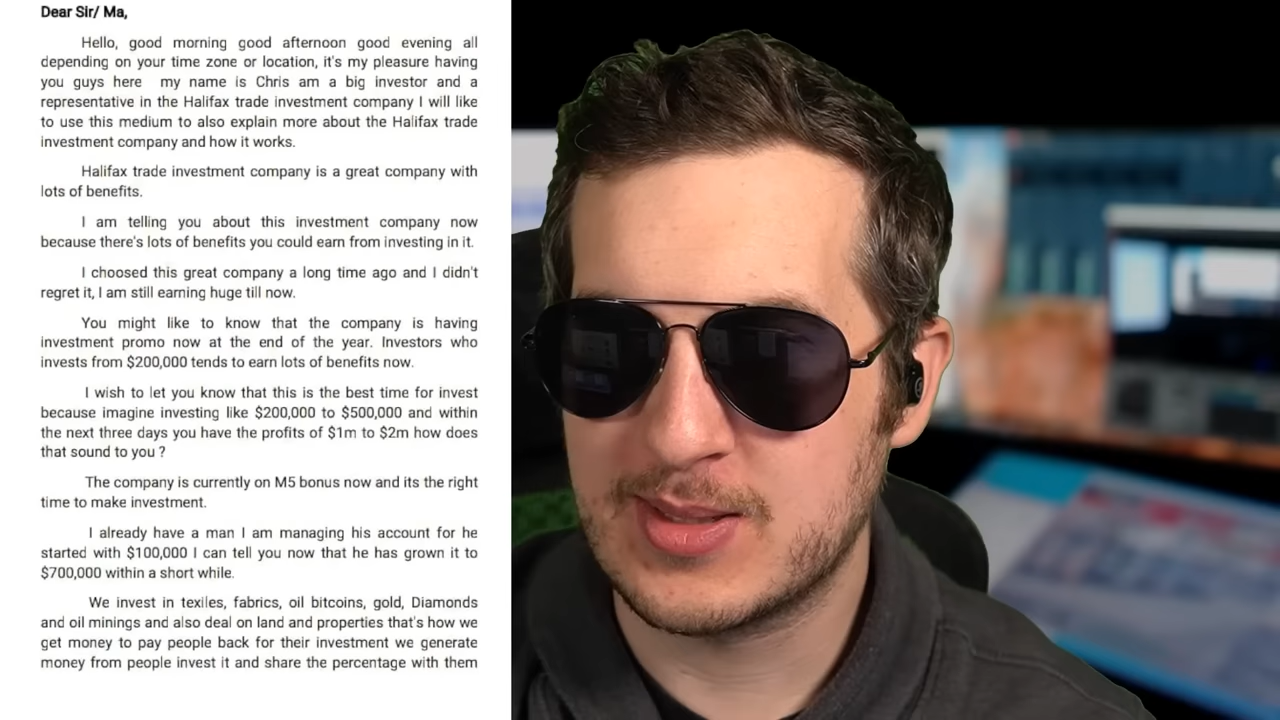 Dear Sir/ Ma,
Hello, good morning good afternoon good evening all
depending on your time zone or location, it's my pleasure having
you guys here my name is Chris am a big investor and a
representative in the Halifax trade investment company I will like
to use this medium to also explain more about the Halifax trade
investment company and how it works.
Halifax trade investment company is a great company with
lots of benefits.
I am telling you about this investment company now
because there's lots of benefits you could earn from investing in it.
I choosed this great company a long time ago and I didn't
regret it, I am still earning huge till now.
You might like to know that the company is having
investment promo now at the end of the year. Investors who
invests from $200,000 tends to earn lots of benefits now.
I wish to let you know that this is the best time for invest
because imagine investing like $200,000 to $500,000 and within
the next three days you have the profits of $1m to $2m how does
that sound to you ?
The company is currently on M5 bonus now and its the right
time to make investment.
I already have a man I am managing his account for he
started with $100,000 I can tell you now that he has grown it to
$700,000 within a short while.
We invest in texiles, fabrics, oil bitcoins, gold, Diamonds
and oil minings and also deal on land and properties that's how we
get money to pay people back for their investment we generate
money from people invest it and share the percentage with them